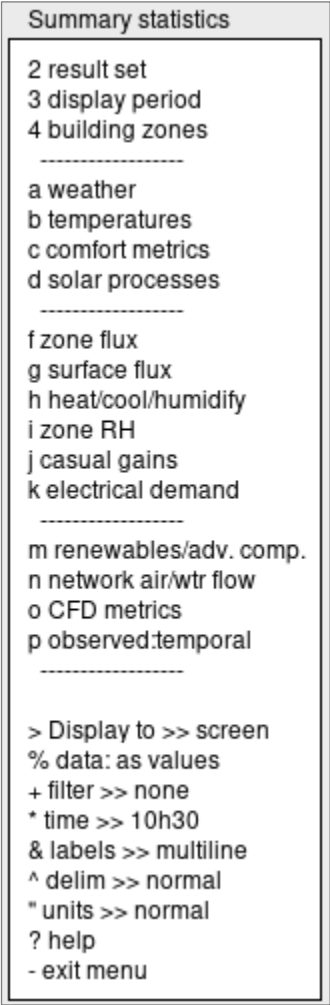 Summary statistics
2 result set
3 display period
4 building zones
------------------
a weather
b temperatures
c comfort metrics
d solar processes
------------------
f zone flux
g surface flux
h heat/cool/humidify
i zone RH
j casual gains
k electrical demand
------------------
m renewables/adv. comp.
n network air/wtr flow
o CFD metrics
p observed:temporal
------------------
> Display to >> screen
% data: as values
+ filter >> none
* time >> 10h30
& labels >> multiline
^ delim >> normal
" units >> normal
? help
- exit menu